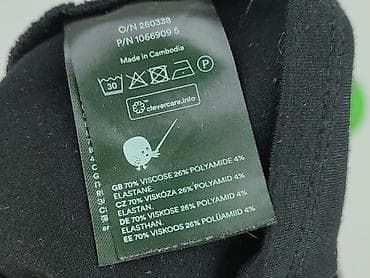 O/N 260338
P/N 1066909 5
Made in Cambodia
30
P
clevercare.info
GB 70% VISCOSE 26% POLYAMIDE 4%
ELASTANE.
CZ 70% VISKÓZA 26% POLYAMID 4%
ELASTAN.
DE 70% VISKOSE 26% POLYAMID 4%
ELASTHAN.
EE 70% VISKOOS 26% POLÜAMIID 4%